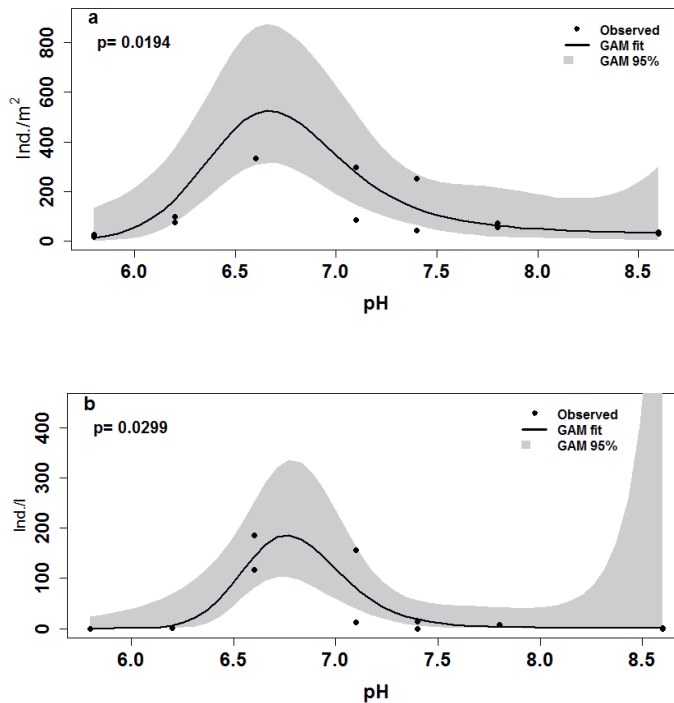 a
p= 0.0194
Observed
GAM fit
GAM 95%
Ind./m²
0 200 400 600 800
6.0 6.5 7.0 7.5 8.0 8.5
pH
b
p= 0.0299
Observed
GAM fit
GAM 95%
Ind./l
0 100 200 300 400
6.0 6.5 7.0 7.5 8.0 8.5
pH